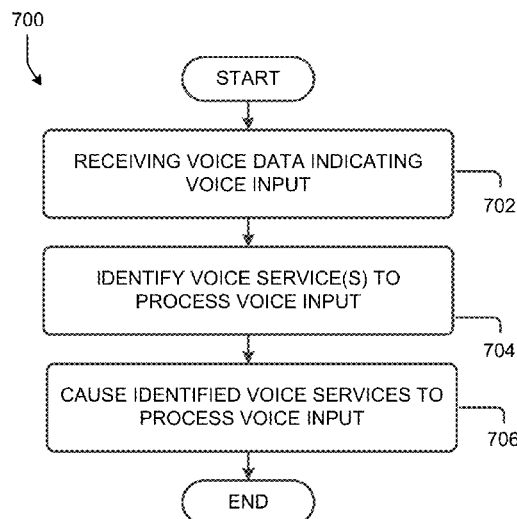 700
START
RECEIVING VOICE DATA INDICATING
VOICE INPUT
702
IDENTIFY VOICE SERVICE(S) TO
PROCESS VOICE INPUT
704
CAUSE IDENTIFIED VOICE SERVICES TO
PROCESS VOICE INPUT
706
END